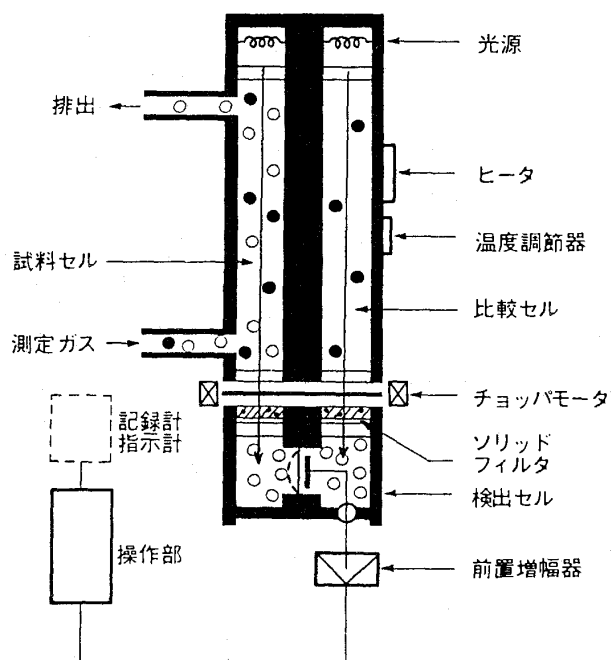 光源
排出
ヒータ
温度調節器
試料セル
比較セル
測定ガス
チョッパモータ
記録計
指示計
ソリッド
フィルタ
検出セル
操作部
前置増幅器